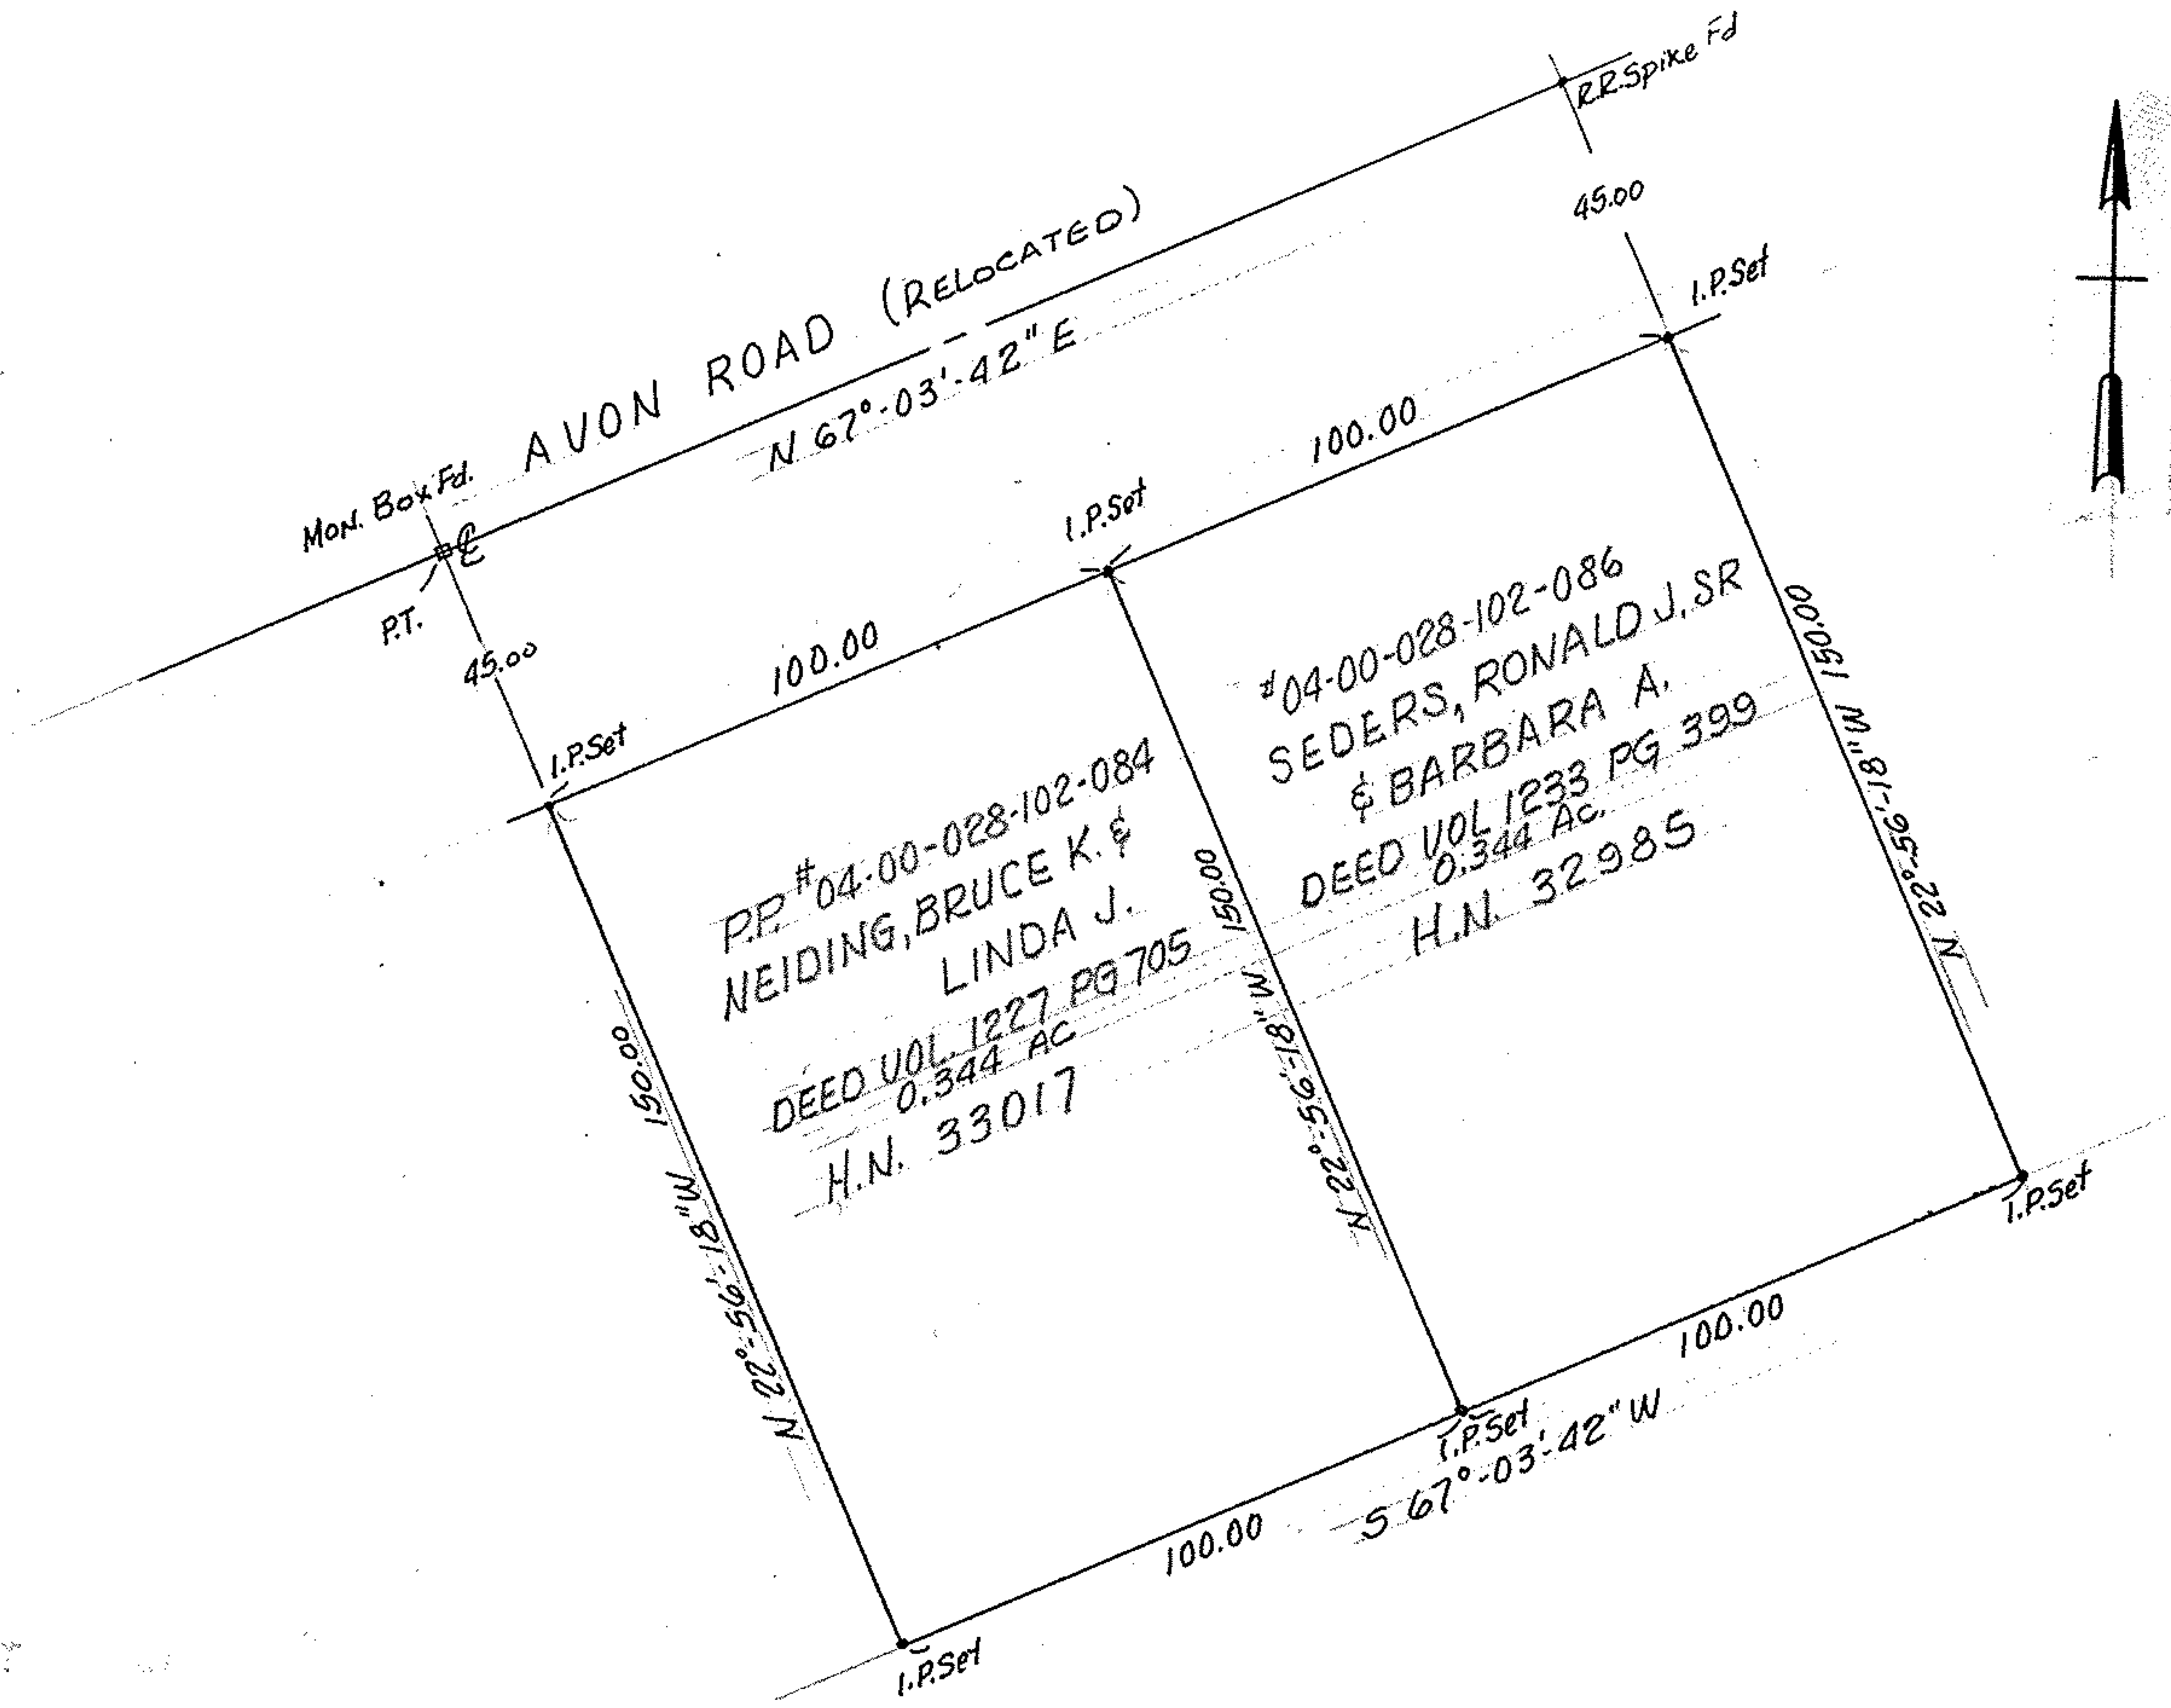 R.R.Spike Fd
45.00
I.P.Set
AVON ROAD (RELOCATED)
N 67°-03'-42" E
Mon. Box Fd.
℄
P.T.
45.00
I.P.Set
100.00
I.P.Set
100.00
P.P. #04-00-028-102-084
NEIDING, BRUCE K. &
LINDA J.
DEED VOL. 1227 PG 705
0.344 AC
H.N. 33017
#04-00-028-102-086
SEDERS, RONALD J, SR
& BARBARA A.
DEED VOL 1233 PG 399
0.344 AC.
H.N. 32985
N 22°-56'-18" W 150.00
N 22°-56'-18" W 150.00
N 22°-56'-18" W 150.00
I.P.Set
100.00
I.P.Set
S 67°-03'-42" W
100.00
I.P.Set